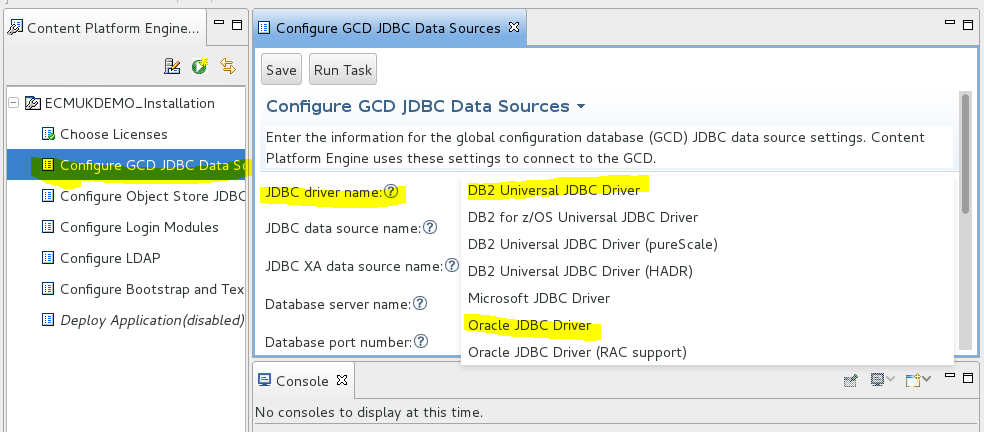 Content Platform Engine...
ECMUKDEMO_Installation
Choose Licenses
Configure GCD JDBC Data So
Configure Object Store JDBC
Configure Login Modules
Configure LDAP
Configure Bootstrap and Tex
Deploy Application(disabled)
Configure GCD JDBC Data Sources
Save
Run Task
Configure GCD JDBC Data Sources
Enter the information for the global configuration database (GCD) JDBC data source settings. Content
Platform Engine uses these settings to connect to the GCD.
JDBC driver name:
JDBC data source name:
JDBC XA data source name:
Database server name:
Database port number:
DB2 Universal JDBC Driver
DB2 for z/OS Universal JDBC Driver
DB2 Universal JDBC Driver (pureScale)
DB2 Universal JDBC Driver (HADR)
Microsoft JDBC Driver
Oracle JDBC Driver
Oracle JDBC Driver (RAC support)
Console
No consoles to display at this time.